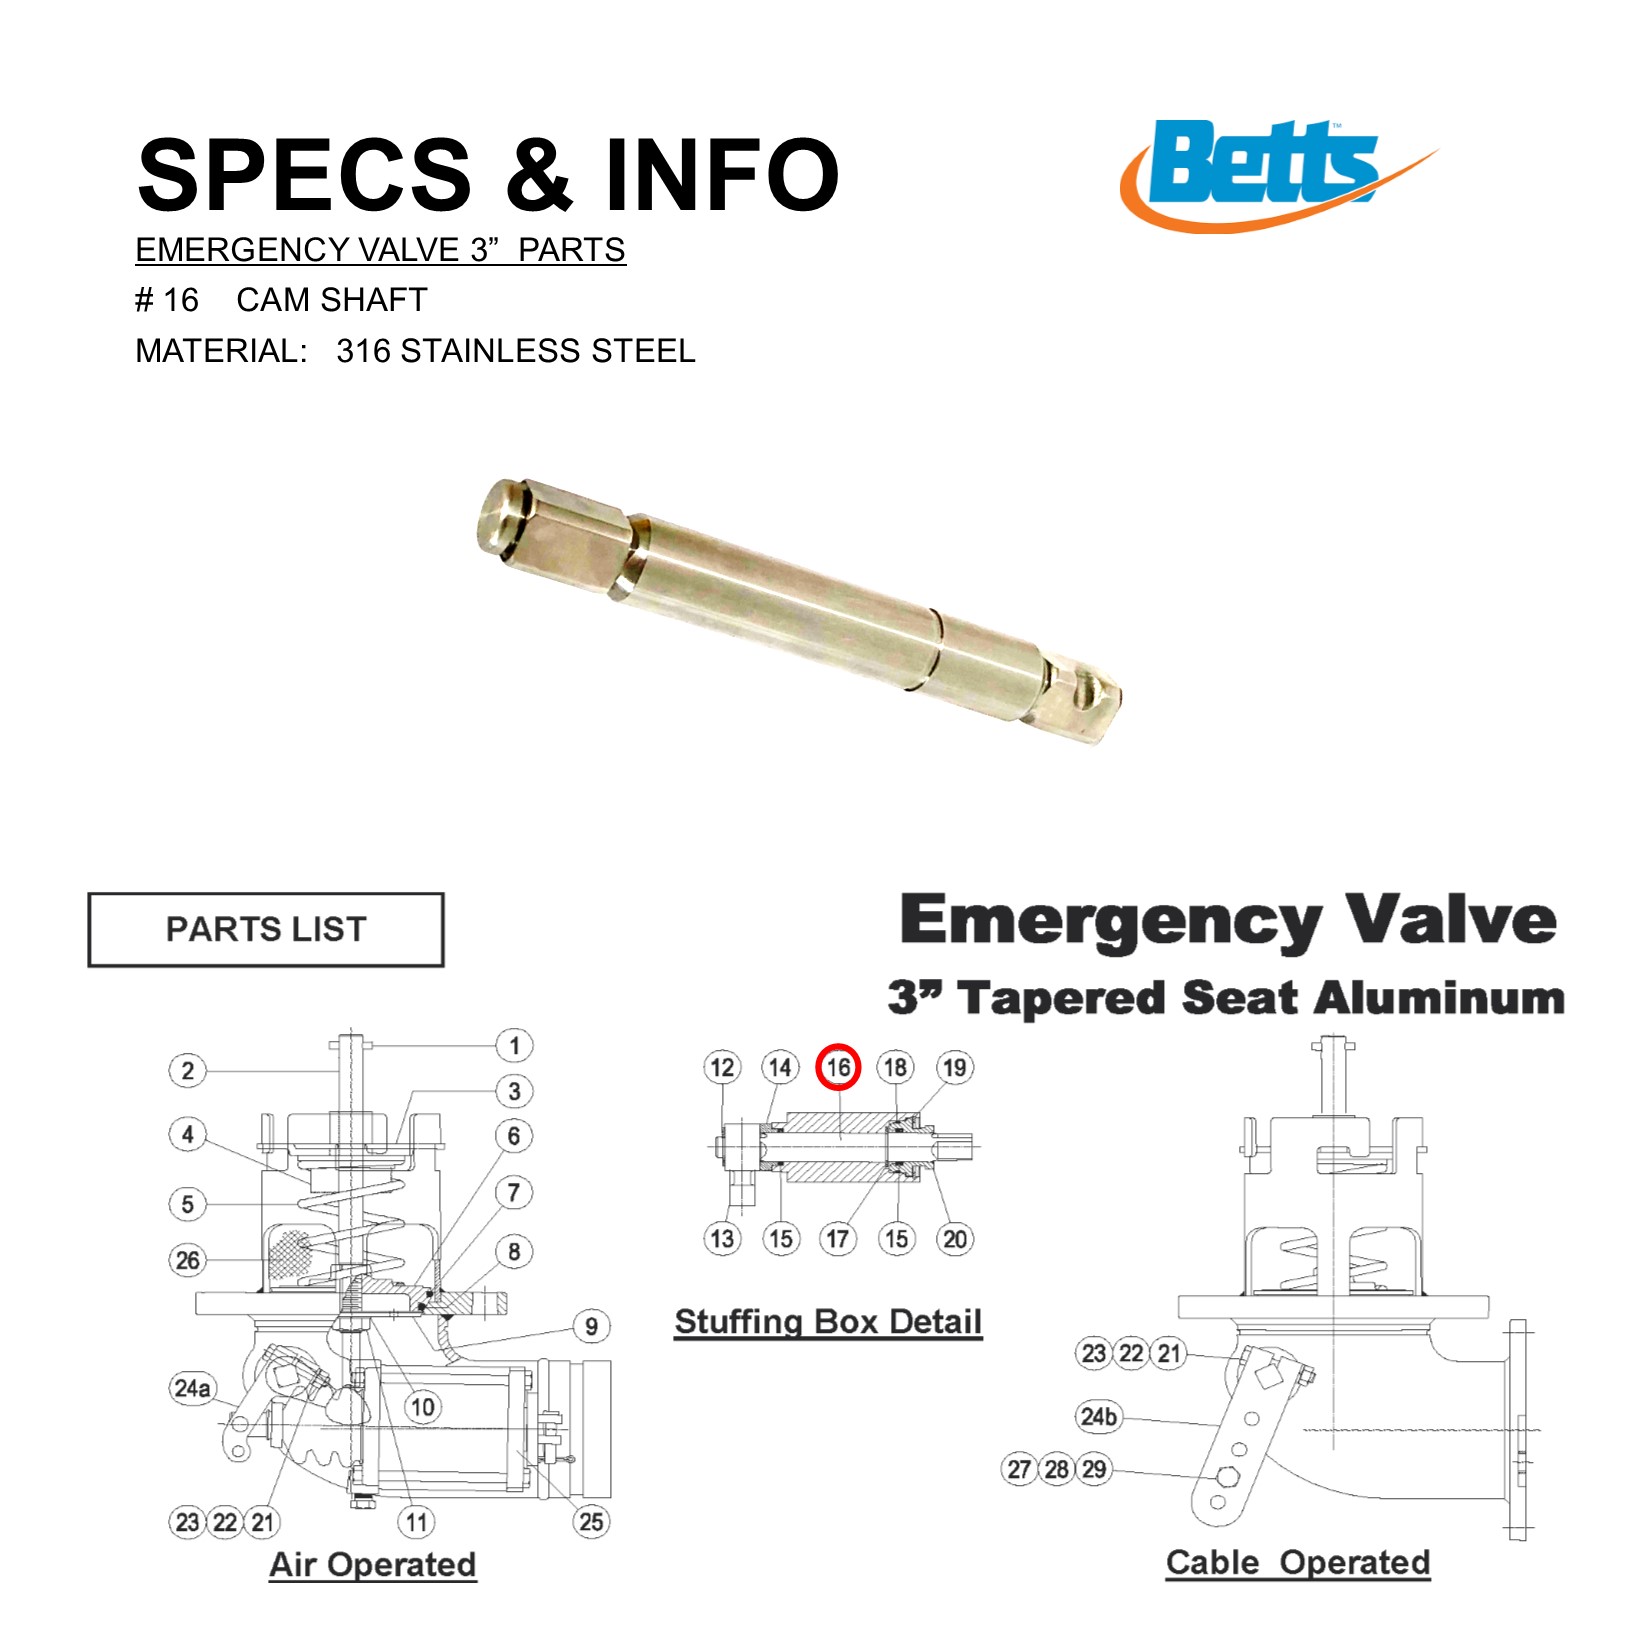 SPECS & INFO
Betts™
EMERGENCY VALVE 3” PARTS
# 16 CAM SHAFT
MATERIAL: 316 STAINLESS STEEL
PARTS LIST
Emergency Valve
3” Tapered Seat Aluminum
1
2
3
4
6
5
7
26
8
9
24a
10
23 22 21
11
25
Air Operated
12 14 16 18 19
13 15 17 15 20
Stuffing Box Detail
23 22 21
24b
27 28 29
Cable Operated